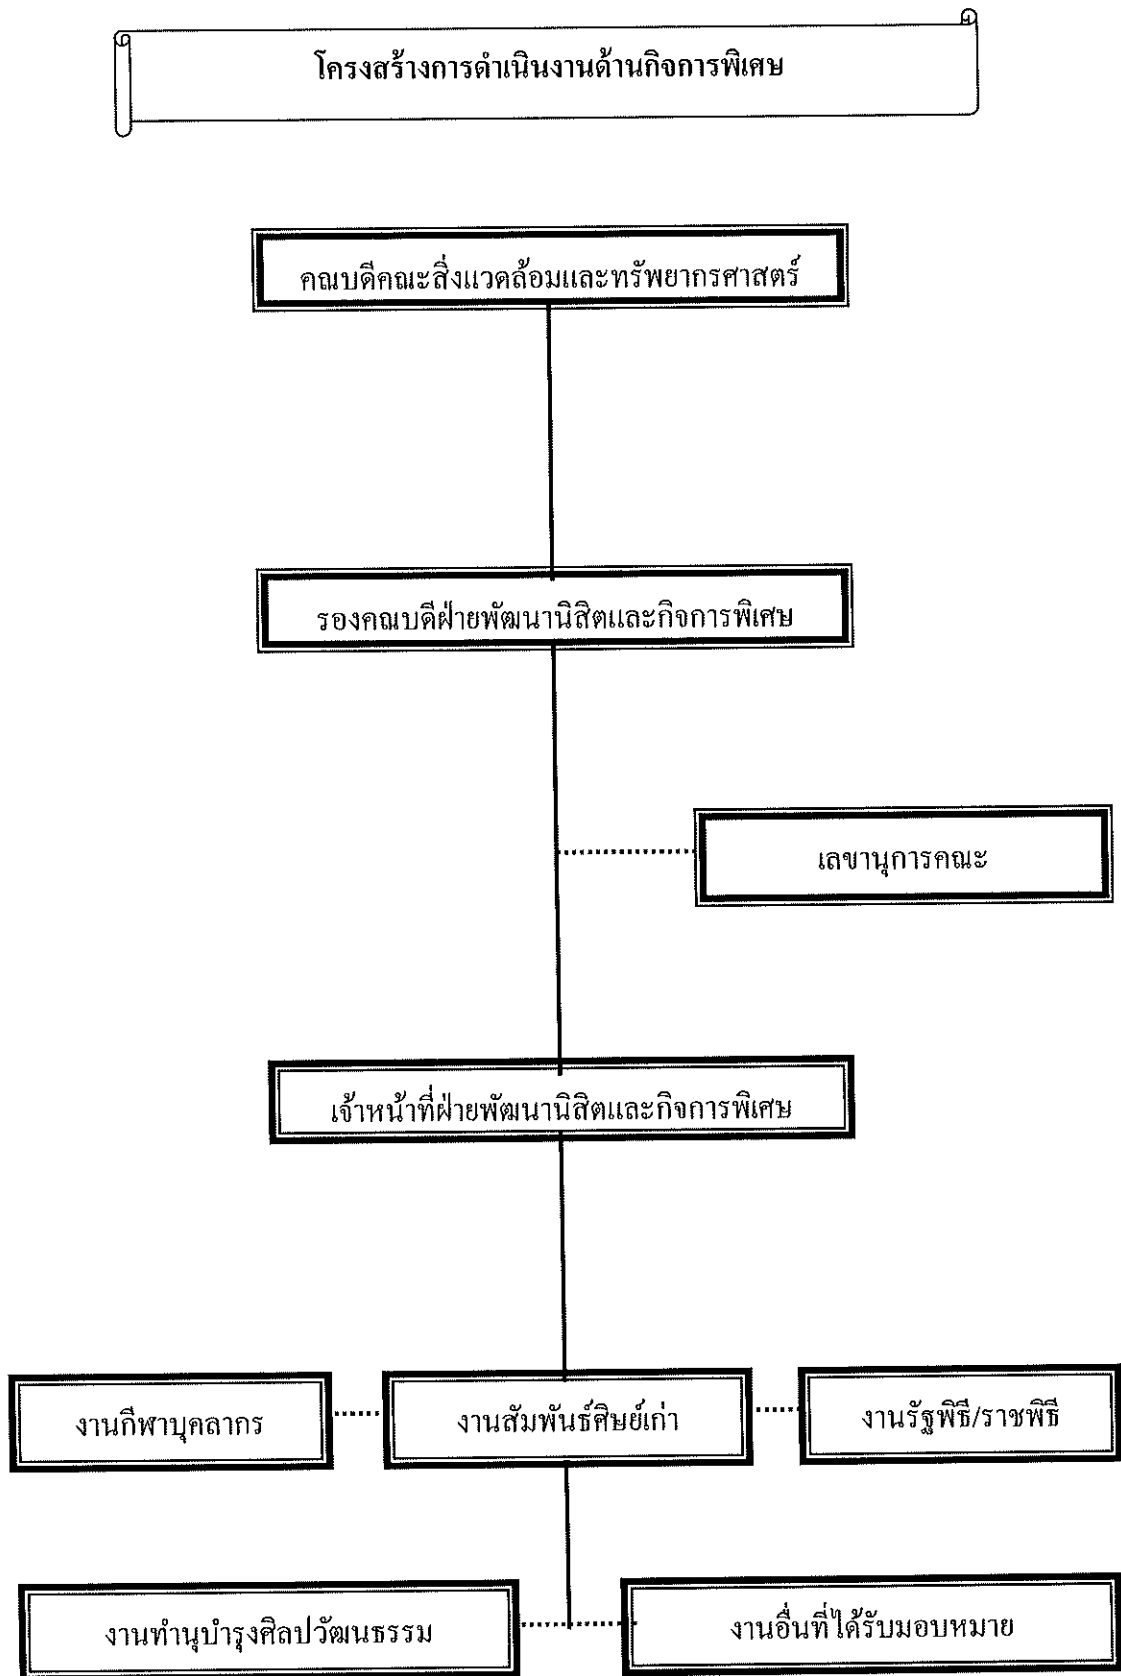 โครงสร้างการดำเนินงานด้านกิจการพิเศษ
คณบดีคณะสิ่งแวดล้อมและทรัพยากรศาสตร์
รองคณบดีฝ่ายพัฒนานิสิตและกิจการพิเศษ
เลขานุการคณะ
เจ้าหน้าที่ฝ่ายพัฒนานิสิตและกิจการพิเศษ
งานกีฬาบุคลากร
งานสัมพันธ์ศิษย์เก่า
งานรัฐพิธี/ราชพิธี
งานทำนุบำรุงศิลปวัฒนธรรม
งานอื่นที่ได้รับมอบหมาย